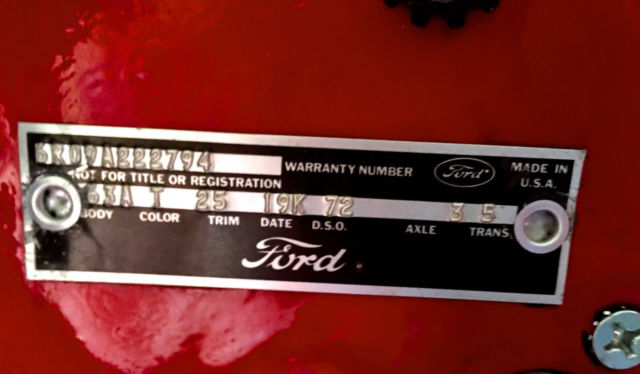 5R09A222794 WARRANTY NUMBER Ford MADE IN
NOT FOR TITLE OR REGISTRATION U.S.A.
63A T 25 19K 72 3 5
BODY COLOR TRIM DATE D.S.O. AXLE TRANS
Ford